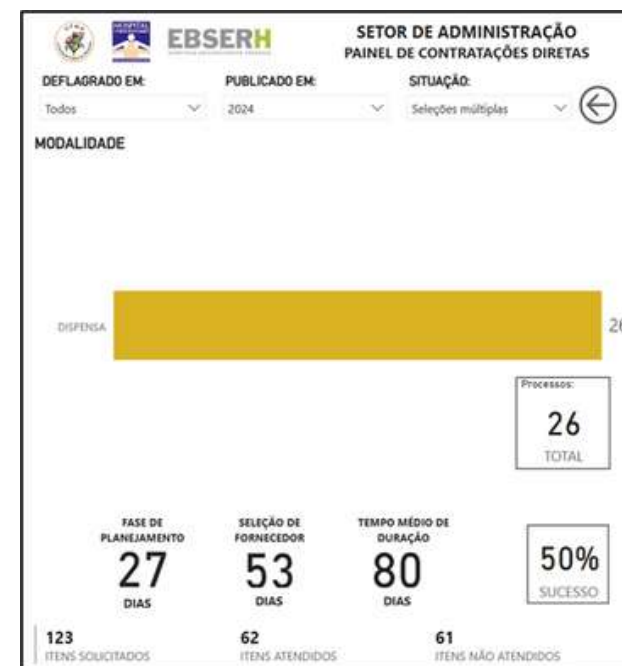 HOSPITAL
EBSERH
SETOR DE ADMINISTRAÇÃO
PAINEL DE CONTRATAÇÕES DIRETAS
DEFLAGRADO EM: PUBLICADO EM: SITUAÇÃO:
Todos 2024 Seleções múltiplas
MODALIDADE
DISPENSA 26
Processos:
26
TOTAL
FASE DE PLANEJAMENTO
27
DIAS
SELEÇÃO DE FORNECEDOR
53
DIAS
TEMPO MÉDIO DE DURAÇÃO
80
DIAS
50%
SUCESSO
123 62 61
ITENS SOLICITADOS ITENS ATENDIDOS ITENS NÃO ATENDIDOS